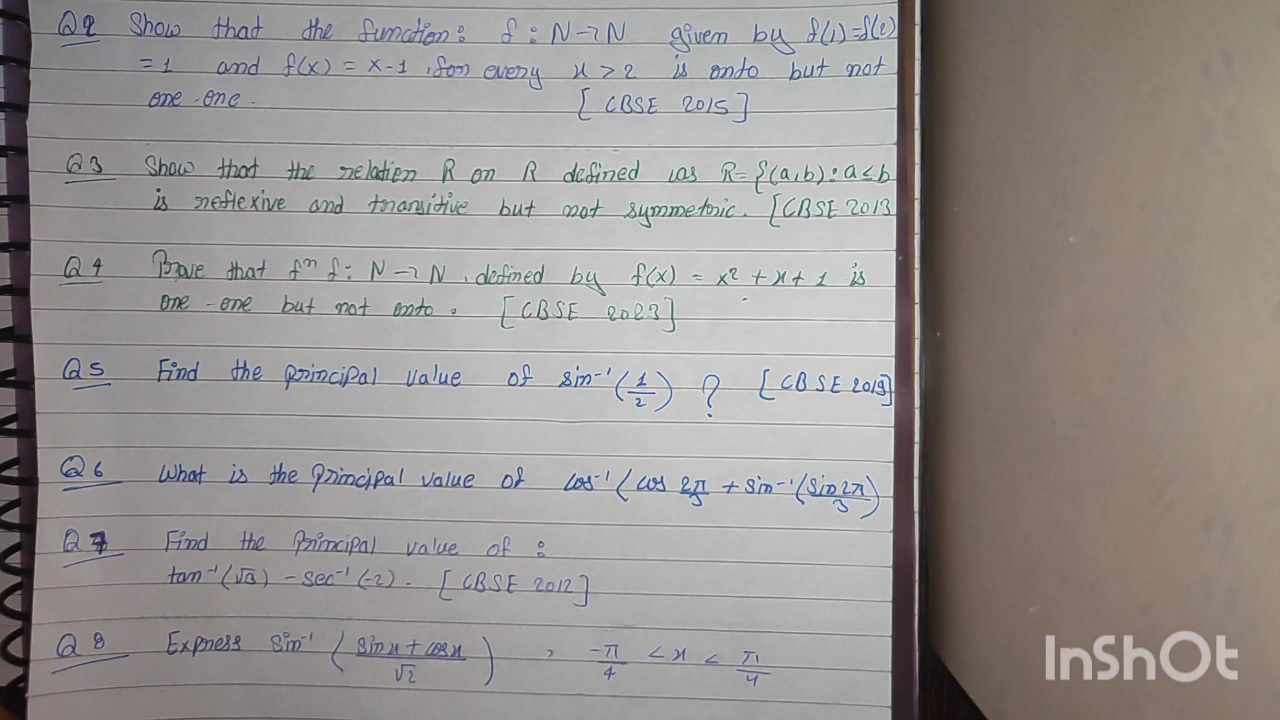 Q2 Show that the function: f : N→N given by f(1)=f(2)
=1 and f(x) = x-1, for every x > 2 is onto but not
one-one. [CBSE 2015]
Q3 Show that the relation R on R defined as R={(a,b): a<b
is reflexive and transitive but not symmetric. [CBSE 2013
Q4 Prove that fⁿ f: N→N, defined by f(x) = x² + x + 1 is
one-one but not onto. [CBSE 2023]
Q5 Find the principal value of sin⁻¹(1/2) ? [CBSE 2019]
Q6 What is the principal value of cos⁻¹(cos 2π/3 + sin⁻¹(sin 2π/3)
Q7 Find the principal value of :
tan⁻¹(√3) - sec⁻¹(-2). [CBSE 2012]
Q8 Express sin⁻¹ (sin x + cos x / √2) , -π/4 < x < π/4
InShOt